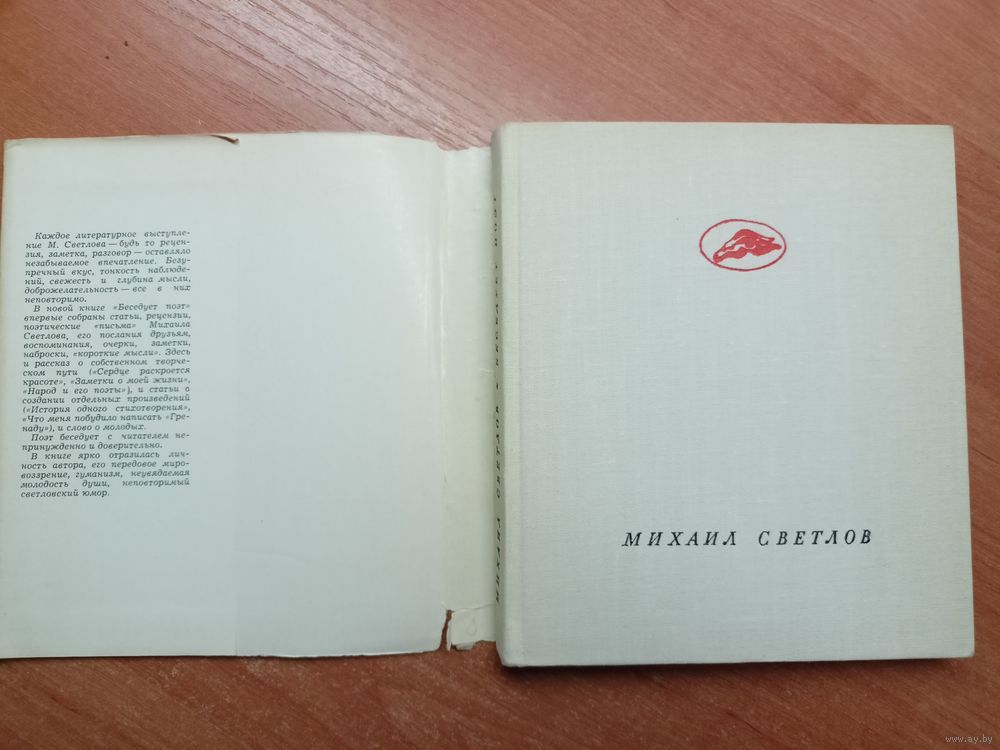 Каждое литературное выступле-
ние М. Светлова — будь то рецен-
зия, заметка, разговор — оставляло
незабываемое впечатление. Безу-
пречный вкус, тонкость наблюде-
ний, свежесть и глубина мысли,
доброжелательность — все в них
неповторимо.
В новой книге «Беседует поэт»
впервые собраны статьи, рецензии,
поэтические «письма» Михаила
Светлова, его послания друзьям,
воспоминания, очерки, заметки,
наброски, «короткие мысли». Здесь
и рассказ о собственном творче-
ском пути («Сердце раскроется
красоте», «Заметки о моей жизни»,
«Народ и его поэты»), и статьи о
создании отдельных произведений
(«История одного стихотворения»,
«Что меня побудило написать «Гре-
наду»), и слово о молодых.
Поэт беседует с читателем не-
принужденно и доверительно.
В книге ярко отразилась лич-
ность автора, его передовое миро-
воззрение, гуманизм, неувядаемая
молодость души, неповторимый
светловский юмор.
МИХАИЛ СВЕТЛОВ БЕСЕДУЕТ ПОЭТ
МИХАИЛ СВЕТЛОВ
www.ay.by